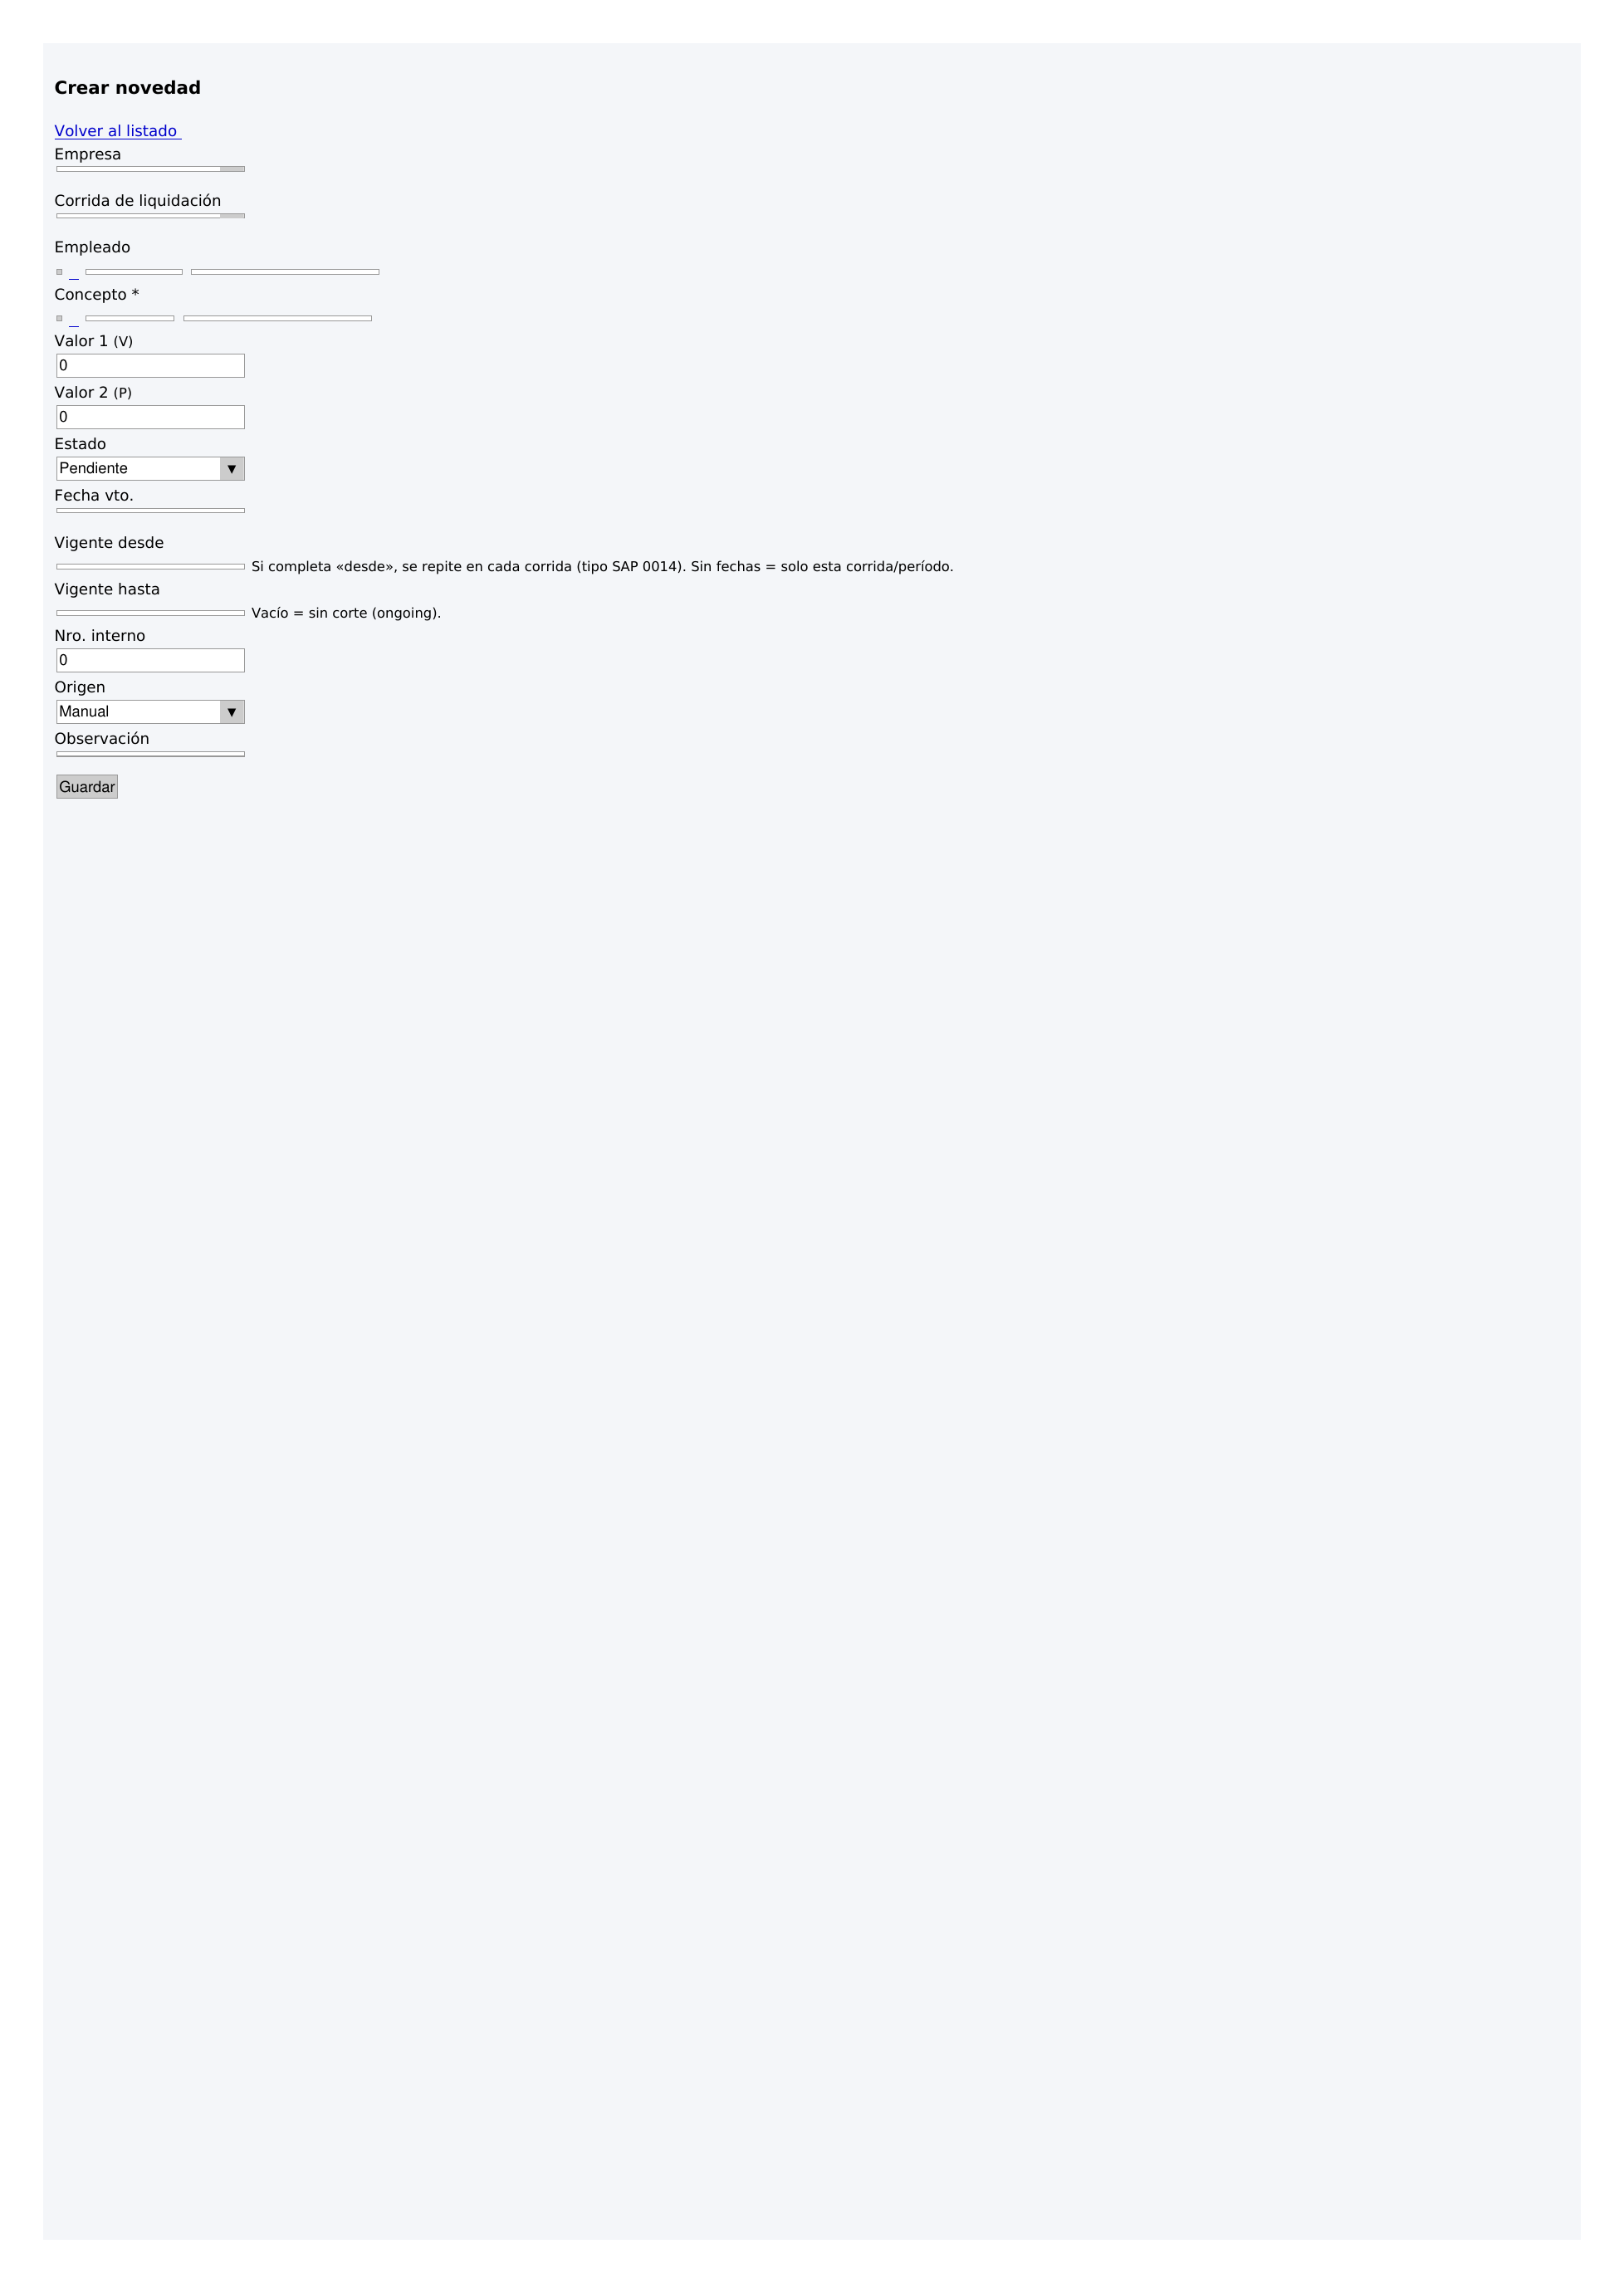 Crear novedad
Volver al listado
Empresa
Corrida de liquidación
Empleado
Concepto *
Valor 1 (V)
0
Valor 2 (P)
0
Estado
Pendiente ▼
Fecha vto.
Vigente desde
Si completa «desde», se repite en cada corrida (tipo SAP 0014). Sin fechas = solo esta corrida/período.
Vigente hasta
Vacío = sin corte (ongoing).
Nro. interno
0
Origen
Manual ▼
Observación
Guardar